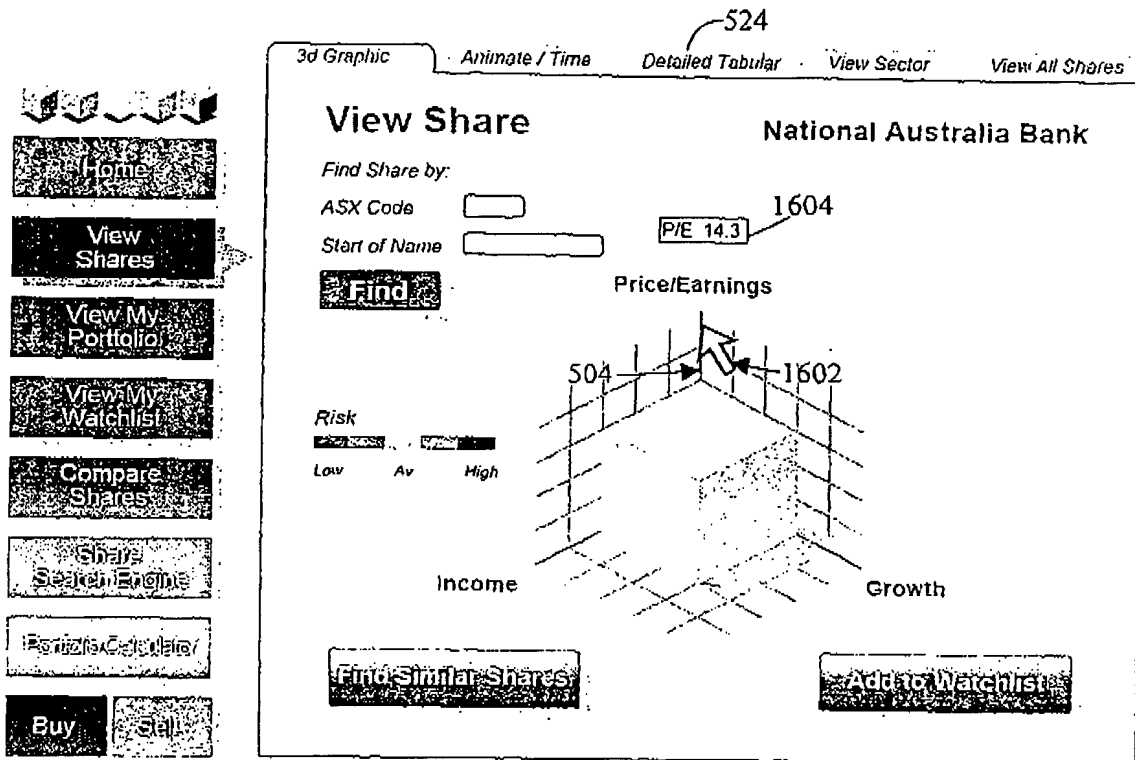 524
3d Graphic
Animate / Time
Detailed Tabular
View Sector
View All Shares
View Share
National Australia Bank
Home
Find Share by:
ASX Code
Start of Name
1604
P/E 14.3
View
Shares
Find
Price/Earnings
View My
Portfolio
504
1602
View My
Watchlist
Risk
Low
Av
High
Compare
Shares
Share
Search Engine
Income
Growth
Portfolio Calculator
Find Similar Shares
Add to Watchlist
Buy
Sell